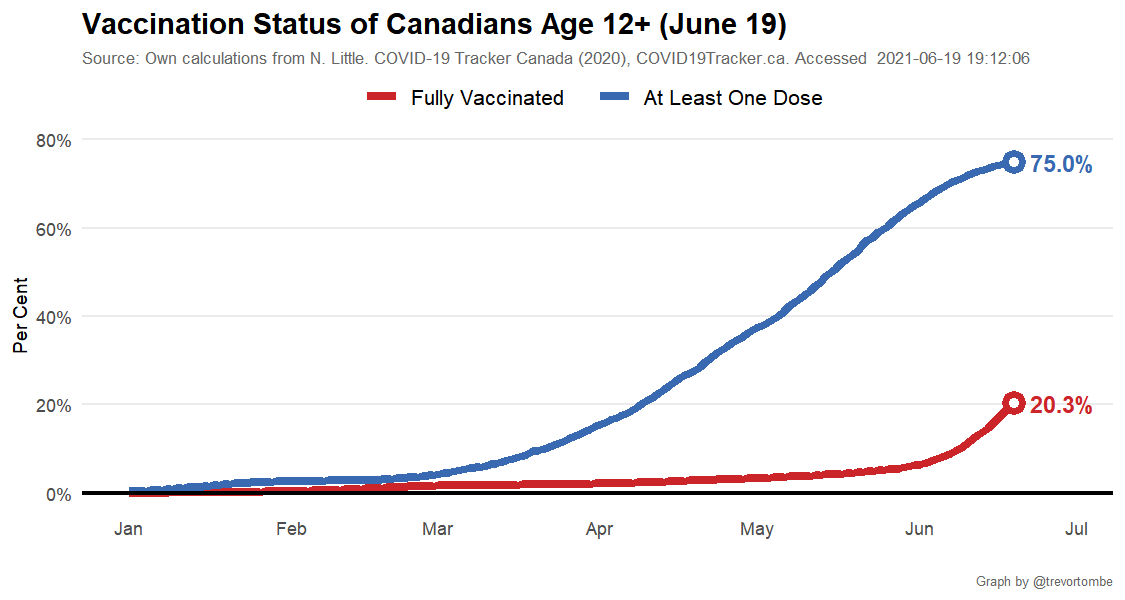 Vaccination Status of Canadians Age 12+ (June 19)
Source: Own calculations from N. Little. COVID-19 Tracker Canada (2020), COVID19Tracker.ca. Accessed  2021-06-19 19:12:06
Fully Vaccinated At Least One Dose
80%
75.0%
60%
Per Cent
40%
20%
20.3%
0%
Jan Feb Mar Apr May Jun Jul
Graph by @trevortombe